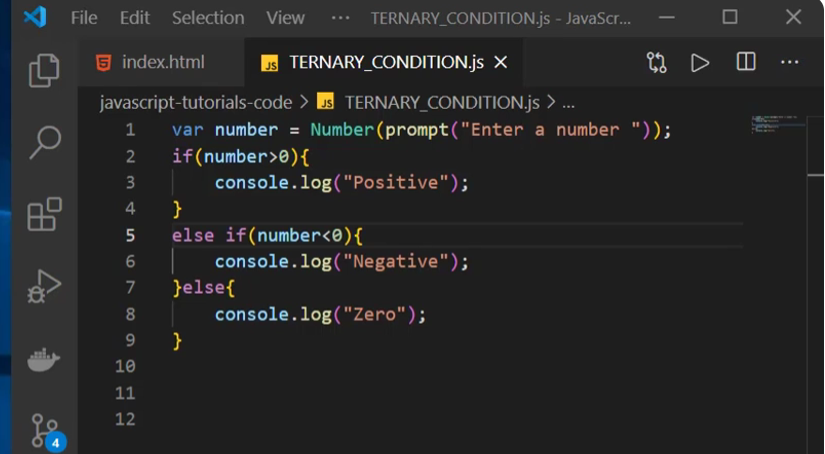 File Edit Selection View ··· TERNARY_CONDITION.js - JavaScr...
index.html JS TERNARY_CONDITION.js
javascript-tutorials-code > JS TERNARY_CONDITION.js > ...
1 var number = Number(prompt("Enter a number "));
2 if(number>0){
3 console.log("Positive");
4 }
5 else if(number<0){
6 console.log("Negative");
7 }else{
8 console.log("Zero");
9 }
10
11
12
4